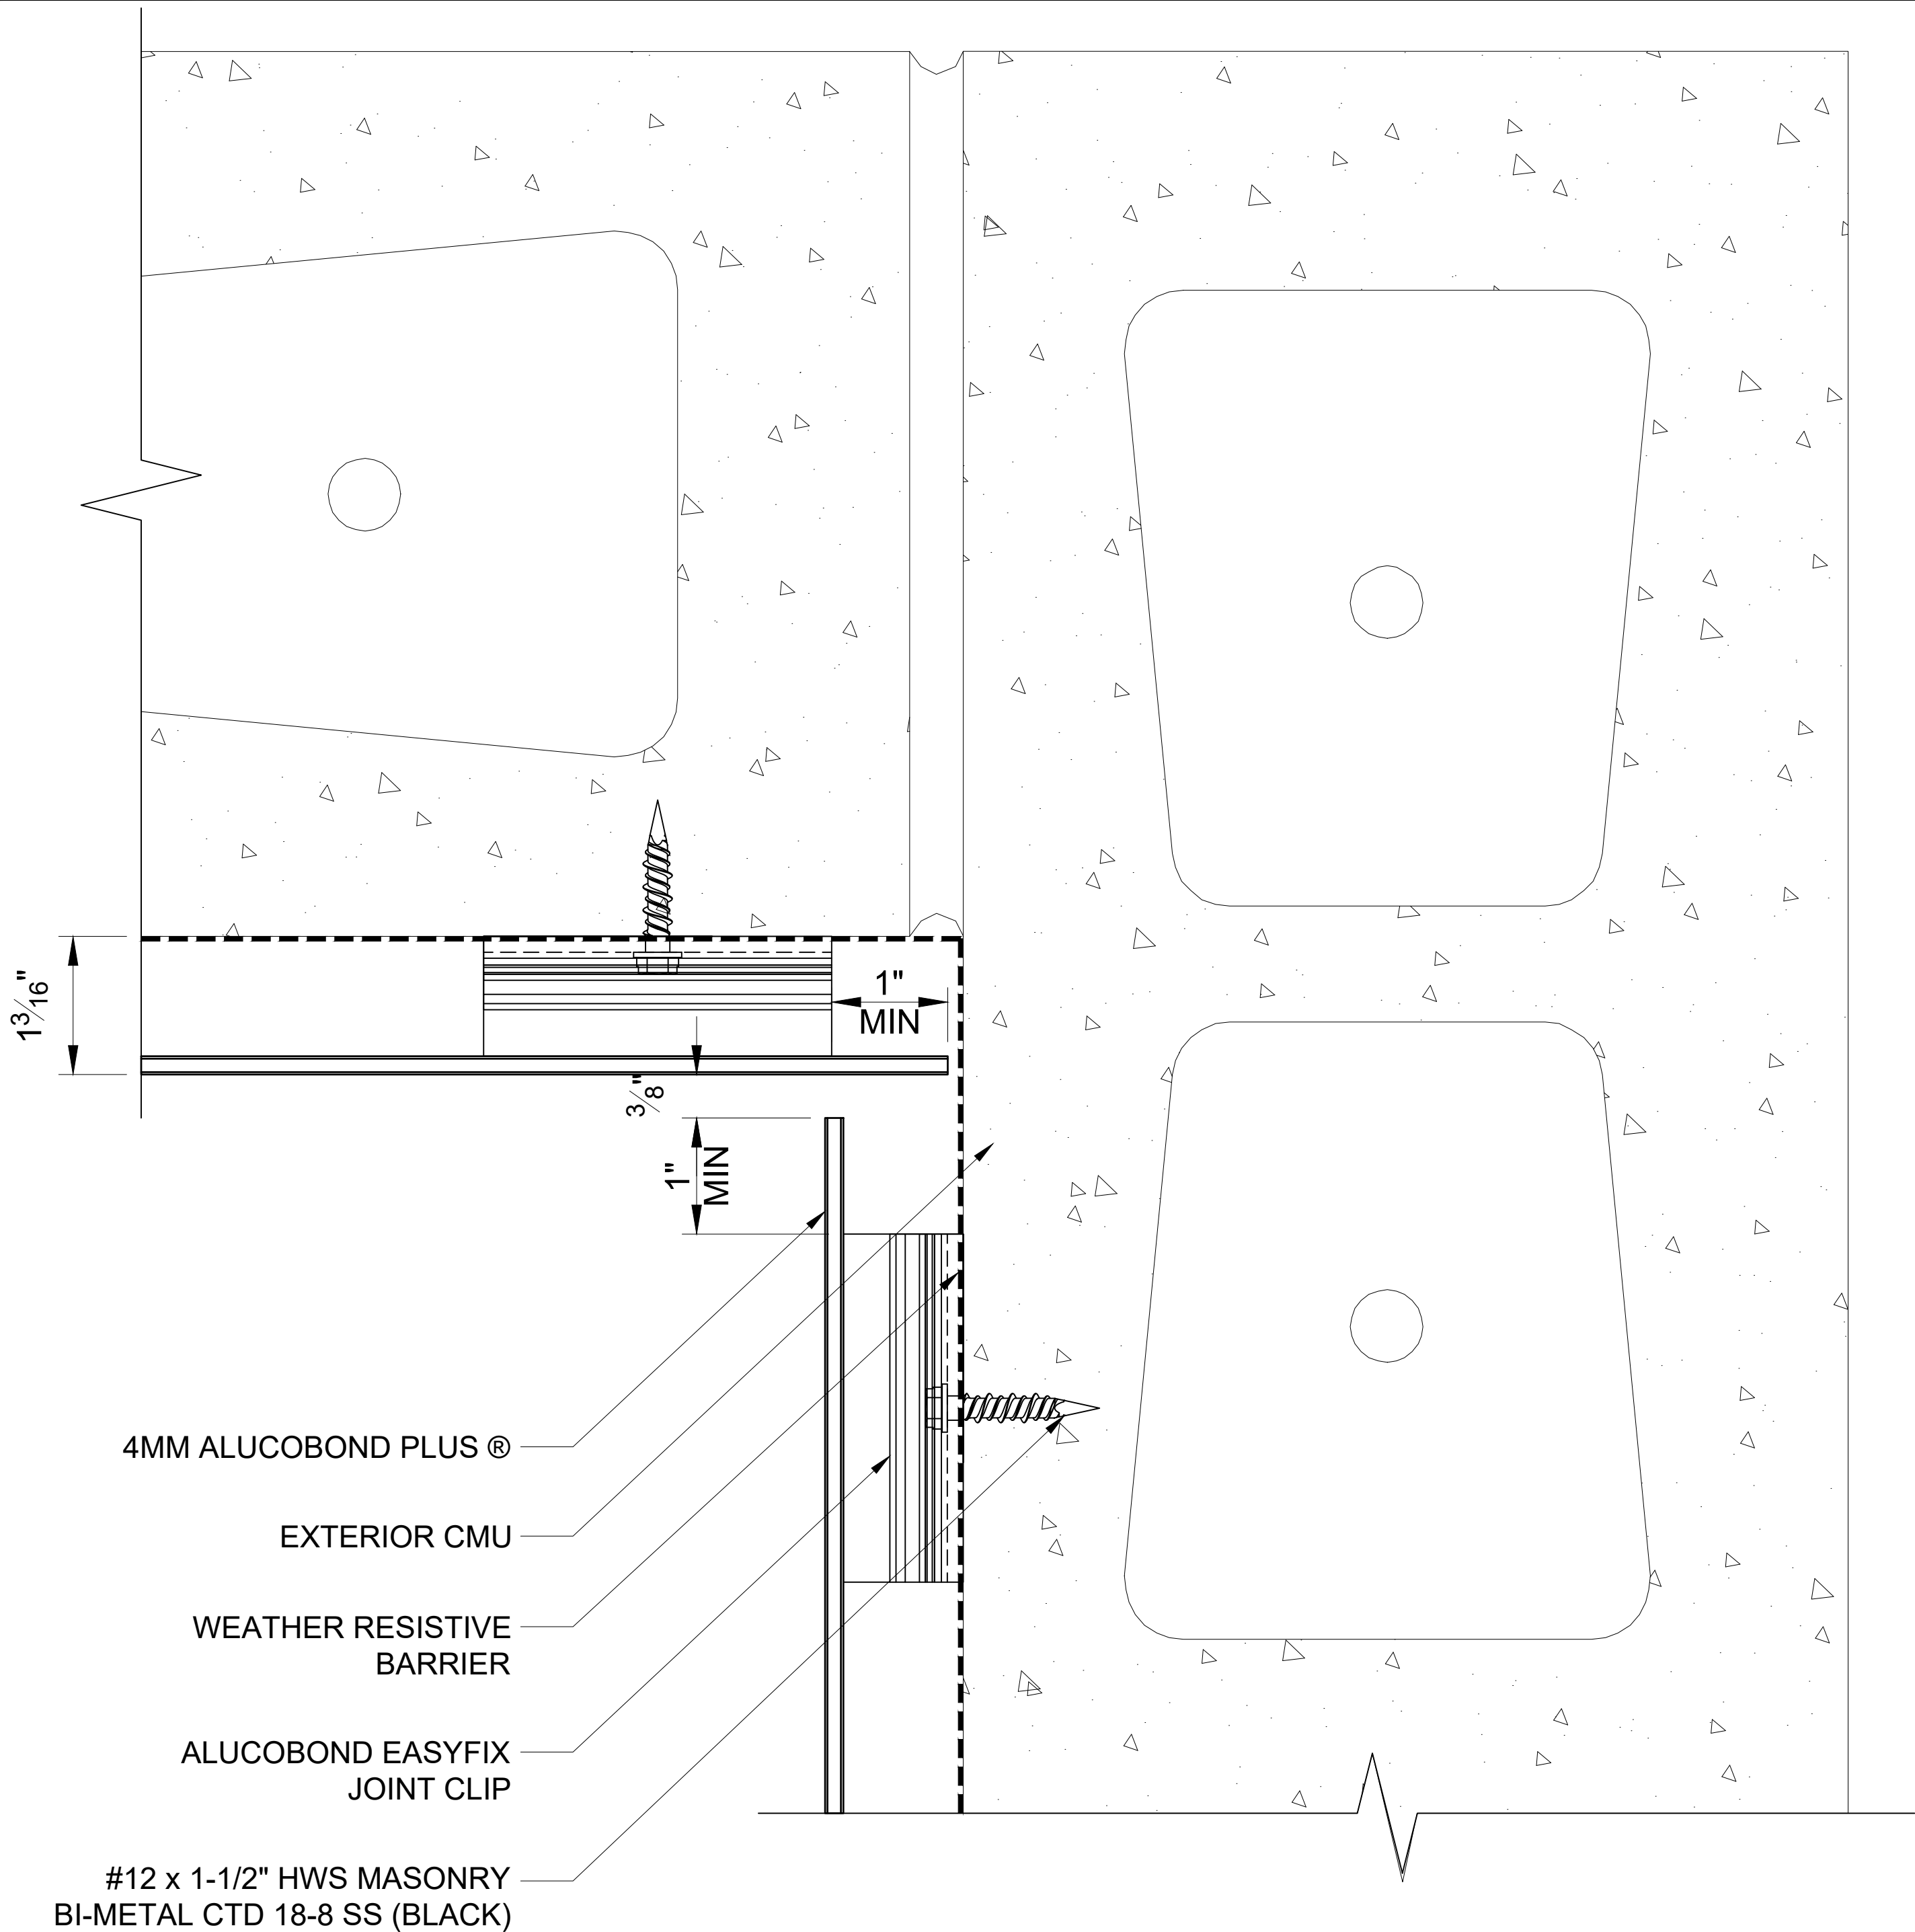 1 3/16"
1"
MIN
3/8"
1"
MIN
4MM ALUCOBOND PLUS ®
EXTERIOR CMU
WEATHER RESISTIVE
BARRIER
ALUCOBOND EASYFIX
JOINT CLIP
#12 x 1-1/2" HWS MASONRY
BI-METAL CTD 18-8 SS (BLACK)